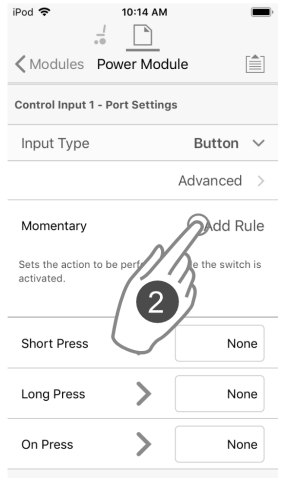 iPod 10:14 AM
Modules Power Module
Control Input 1 - Port Settings
Input Type Button
Advanced
Momentary Add Rule
Sets the action to be the switch is
activated.
2
Short Press None
Long Press None
On Press None